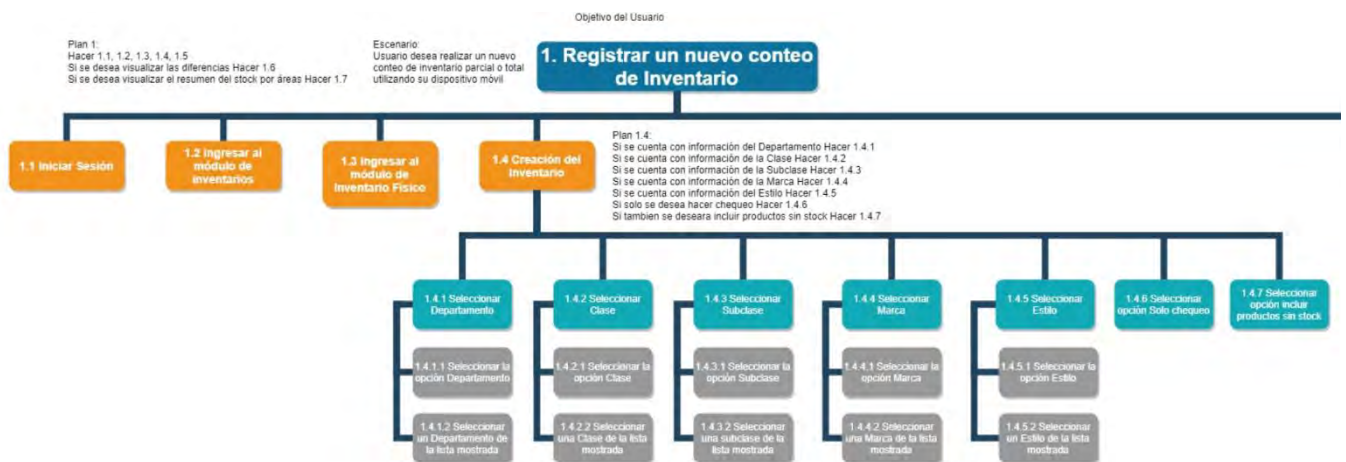 Objetivo del Usuario
Plan 1:
Hacer 1.1, 1.2, 1.3, 1.4, 1.5
Si se desea visualizar las diferencias Hacer 1.6
Si se desea visualizar el resumen del stock por áreas Hacer 1.7
Escenario:
Usuario desea realizar un nuevo
conteo de inventario parcial o total
utilizando su dispositivo móvil
1. Registrar un nuevo conteo
de Inventario
1.1 Iniciar Sesión
1.2 Ingresar al
módulo de
inventarios
1.3 Ingresar al
módulo de
Inventario Físico
1.4 Creación del
Inventario
Plan 1.4:
Si se cuenta con información del Departamento Hacer 1.4.1
Si se cuenta con información de la Clase Hacer 1.4.2
Si se cuenta con información de la Subclase Hacer 1.4.3
Si se cuenta con información de la Marca Hacer 1.4.4
Si se cuenta con información del Estilo Hacer 1.4.5
Si solo se desea hacer chequeo Hacer 1.4.6
Si tambien se deseara incluir productos sin stock Hacer 1.4.7
1.4.1 Seleccionar
Departamento
1.4.2 Seleccionar
Clase
1.4.3 Seleccionar
Subclase
1.4.4 Seleccionar
Marca
1.4.5 Seleccionar
Estilo
1.4.6 Seleccionar
opción Solo chequeo
1.4.7 Seleccionar
opción incluir
productos sin stock
1.4.1.1 Seleccionar la
opción Departamento
1.4.2.1 Seleccionar la
opción Clase
1.4.3.1 Seleccionar la
opción Subclase
1.4.4.1 Seleccionar la
opción Marca
1.4.5.1 Seleccionar la
opción Estilo
1.4.1.2 Seleccionar
un Departamento de
la lista mostrada
1.4.2.2 Seleccionar
una Clase de la lista
mostrada
1.4.3.2 Seleccionar
una subclase de la
lista mostrada
1.4.4.2 Seleccionar
una Marca de la lista
mostrada
1.4.5.2 Seleccionar
un Estilo de la lista
mostrada